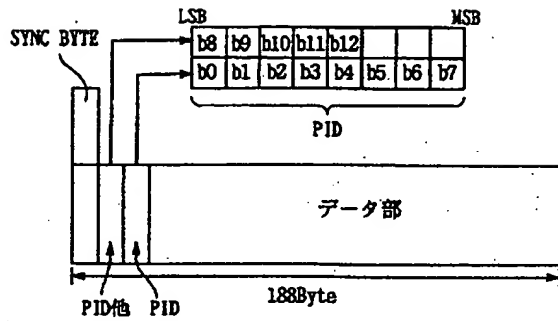 LSB MSB
SYNC BYTE
b8 b9 b10 b11 b12
b0 b1 b2 b3 b4 b5 b6 b7
PID
データ部
188Byte
PID他 PID